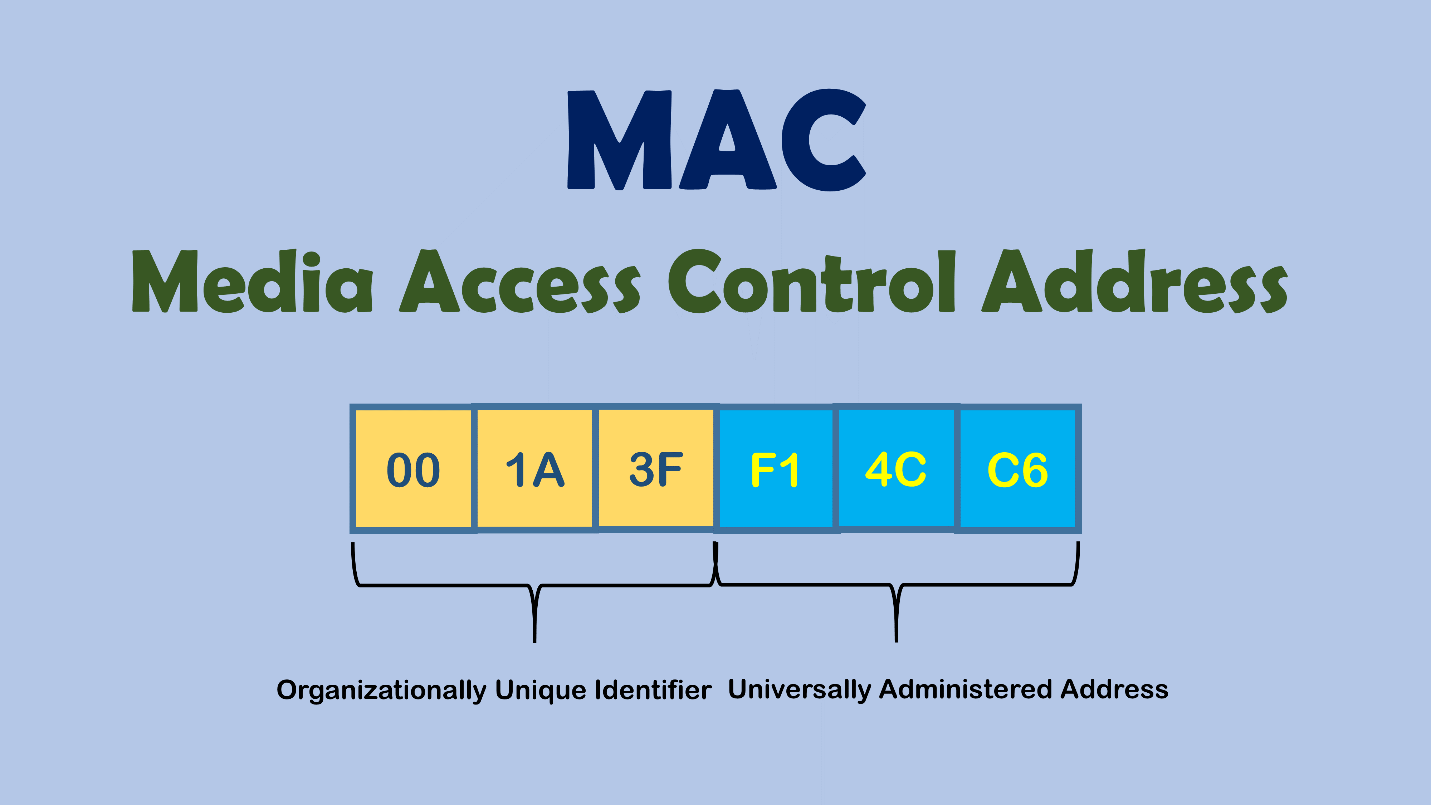 MAC
Media Access Control Address
00 1A 3F F1 4C C6
Organizationally Unique Identifier Universally Administered Address